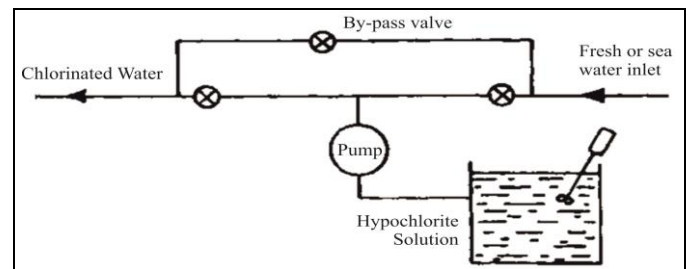 By-pass valve
Chlorinated Water
Fresh or sea
water inlet
Pump
Hypochlorite
Solution